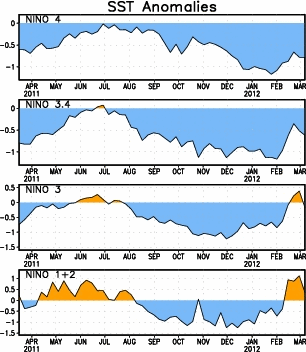 SST Anomalies
NINO 4
0
-0.5
-1
APR MAY JUN JUL AUG SEP OCT NOV DEC JAN FEB MAR
2011 2012
NINO 3.4
0
-0.5
-1
APR MAY JUN JUL AUG SEP OCT NOV DEC JAN FEB MAR
2011 2012
NINO 3
0.5
0
-0.5
-1
-1.5
APR MAY JUN JUL AUG SEP OCT NOV DEC JAN FEB MAR
2011 2012
NINO 1+2
1
0.5
0
-0.5
-1
-1.5
APR MAY JUN JUL AUG SEP OCT NOV DEC JAN FEB MAR
2011 2012